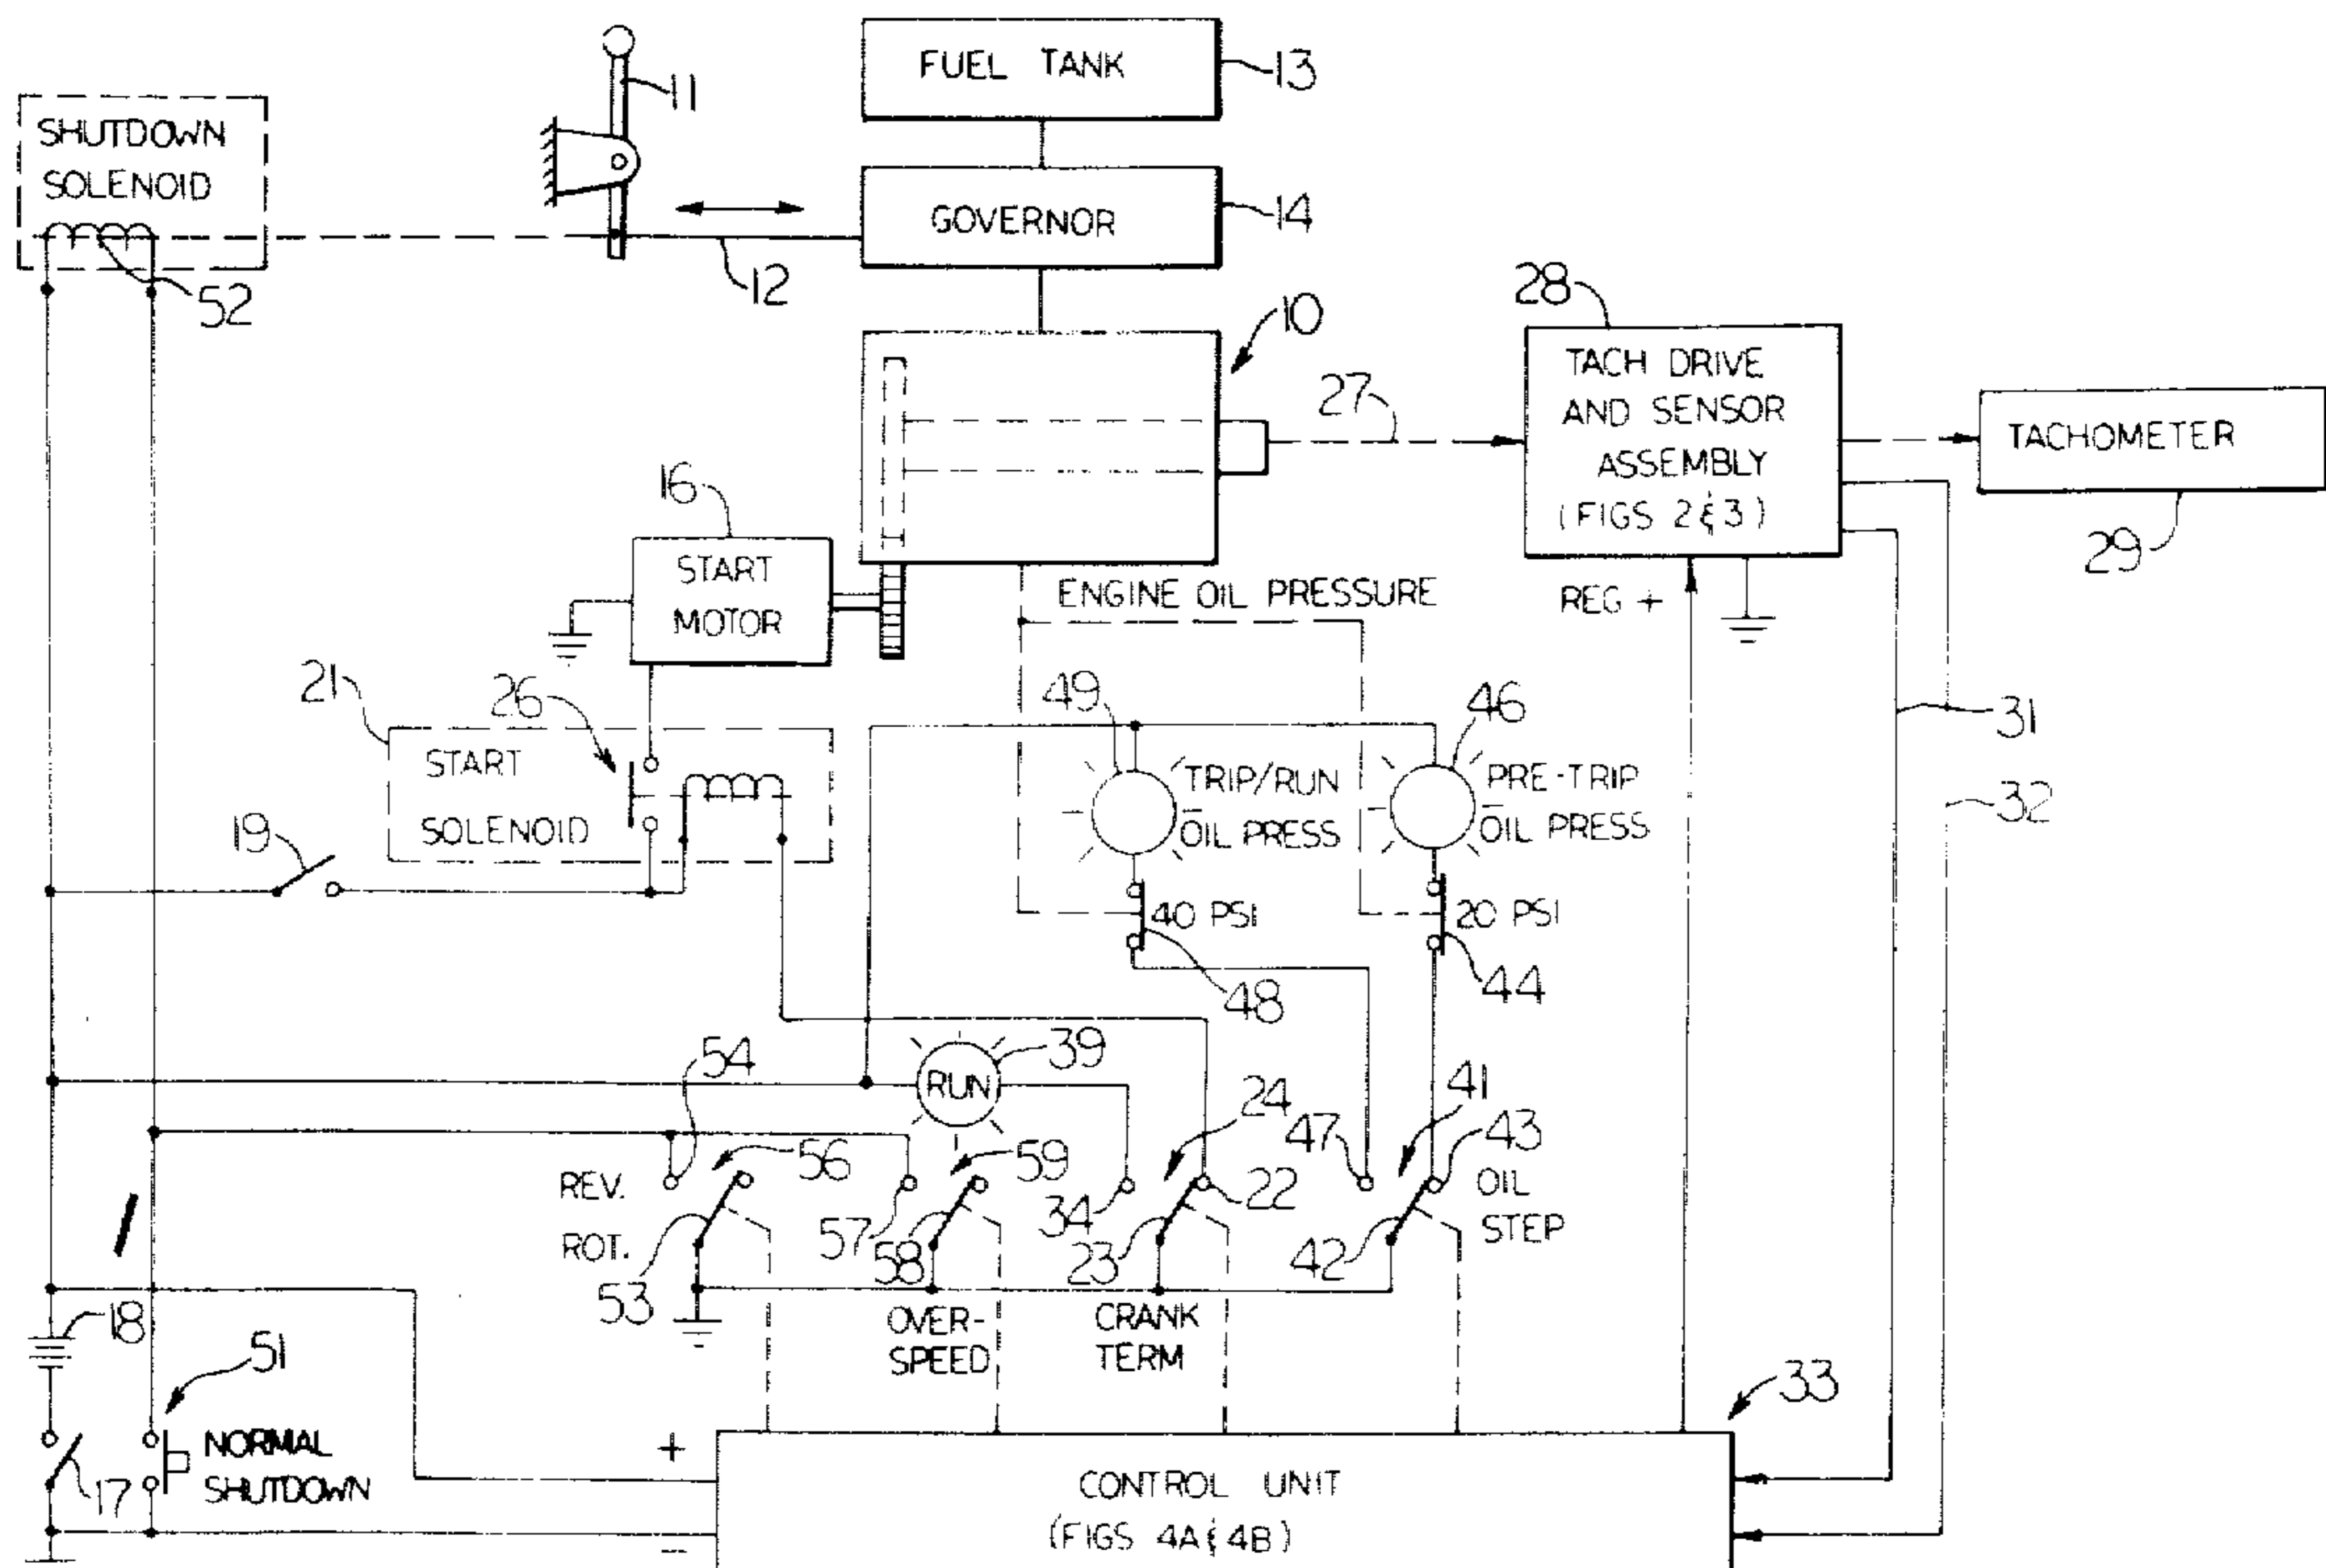 FUEL TANK
13
11
SHUTDOWN
SOLENOID
GOVERNOR
14
12
52
10
28
TACH DRIVE
AND SENSOR
ASSEMBLY
(FIGS 2 & 3)
27
TACHOMETER
29
16
START
MOTOR
ENGINE OIL PRESSURE
REG +
21
26
START
SOLENOID
49
46
31
TRIP/RUN
OIL PRESS
PRE-TRIP
OIL PRESS
32
19
40 PSI
20 PSI
48
44
54
RUN
39
24
41
56
59
47
43
REV.
ROT.
57
34
22
OIL
STEP
53
58
23
42
OVER-
SPEED
CRANK
TERM
18
51
33
NORMAL
SHUTDOWN
17
+
-
CONTROL UNIT
(FIGS 4A & 4B)